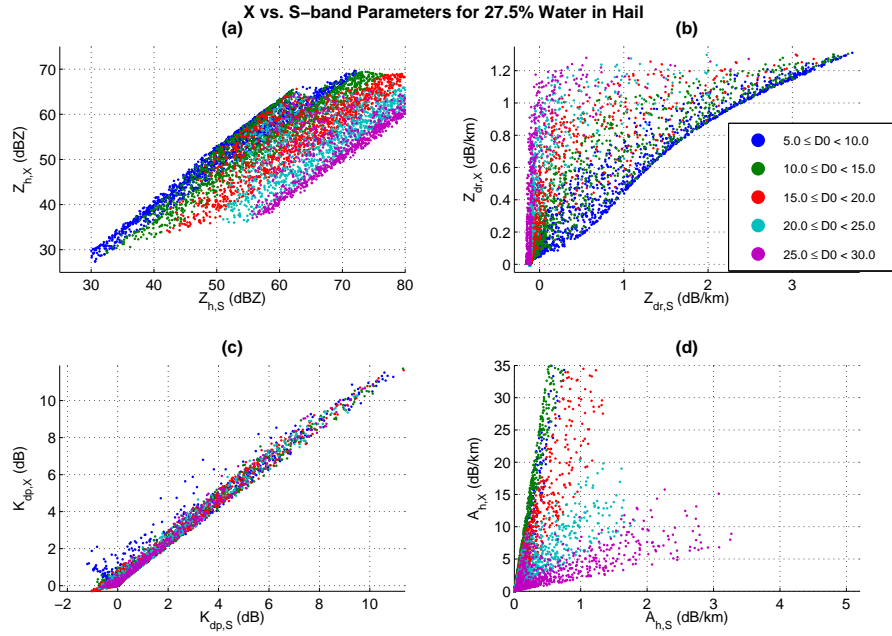 X vs. S−band Parameters for 27.5% Water in Hail
(a)
70
60
50
40
30
Z_h,X (dBZ)
30 40 50 60 70 80
Z_h,S (dBZ)
(b)
1.2
1
0.8
0.6
0.4
0.2
0
Z_dr,X (dB/km)
0 1 2 3
Z_dr,S (dB/km)
5.0 ≤ D0 < 10.0
10.0 ≤ D0 < 15.0
15.0 ≤ D0 < 20.0
20.0 ≤ D0 < 25.0
25.0 ≤ D0 < 30.0
(c)
10
8
6
4
2
0
K_dp,X (dB)
−2 0 2 4 6 8 10
K_dp,S (dB)
(d)
35
30
25
20
15
10
5
0
A_h,X (dB/km)
0 1 2 3 4 5
A_h,S (dB/km)